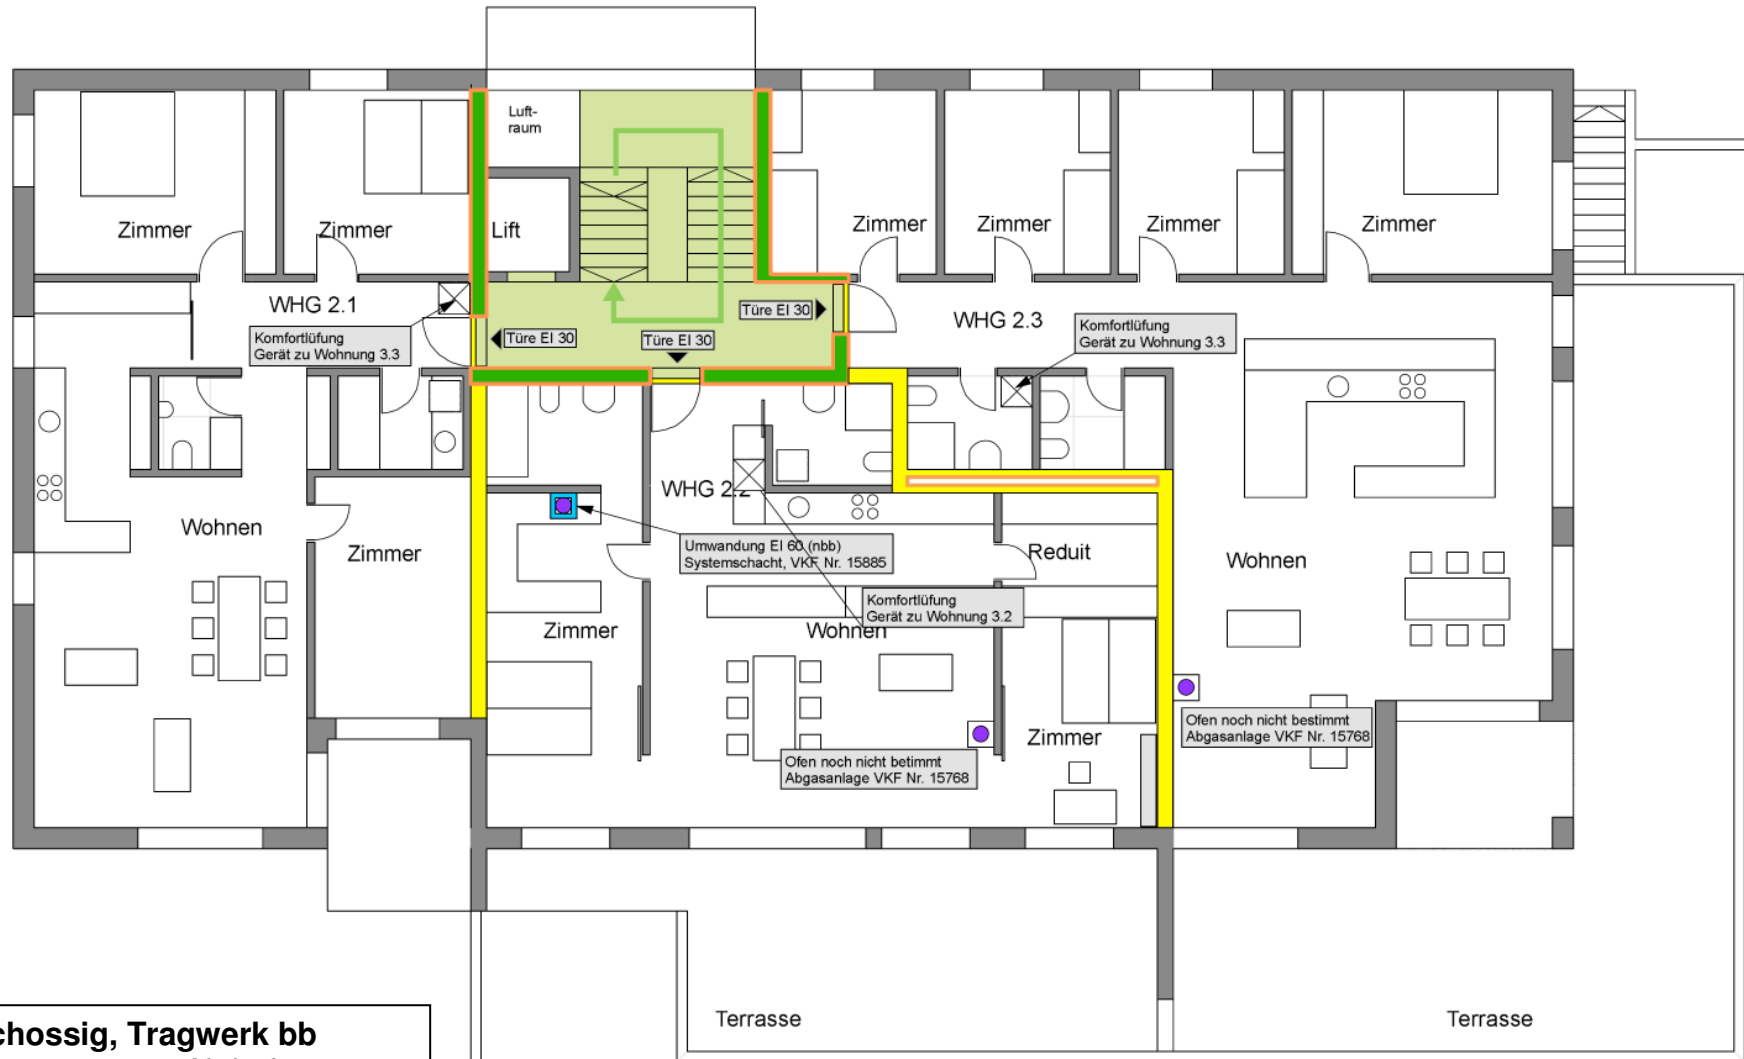 Luft-
raum
Zimmer
Zimmer
Lift
Zimmer
Zimmer
Zimmer
Zimmer
WHG 2.1
Türe EI 30
WHG 2.3
Komfortlüfung
Gerät zu Wohnung 3.3
Türe EI 30
Türe EI 30
Komfortlüfung
Gerät zu Wohnung 3.3
WHG 2.2
Wohnen
Zimmer
Umwandung EI 60 (nbb)
Systemschacht, VKF Nr. 15885
Reduit
Wohnen
Komfortlüfung
Gerät zu Wohnung 3.2
Zimmer
Wohnen
Zimmer
Ofen noch nicht bestimmt
Abgasanlage VKF Nr. 15768
Ofen noch nicht betimmt
Abgasanlage VKF Nr. 15768
Terrasse
Terrasse
chossig, Tragwerk bb